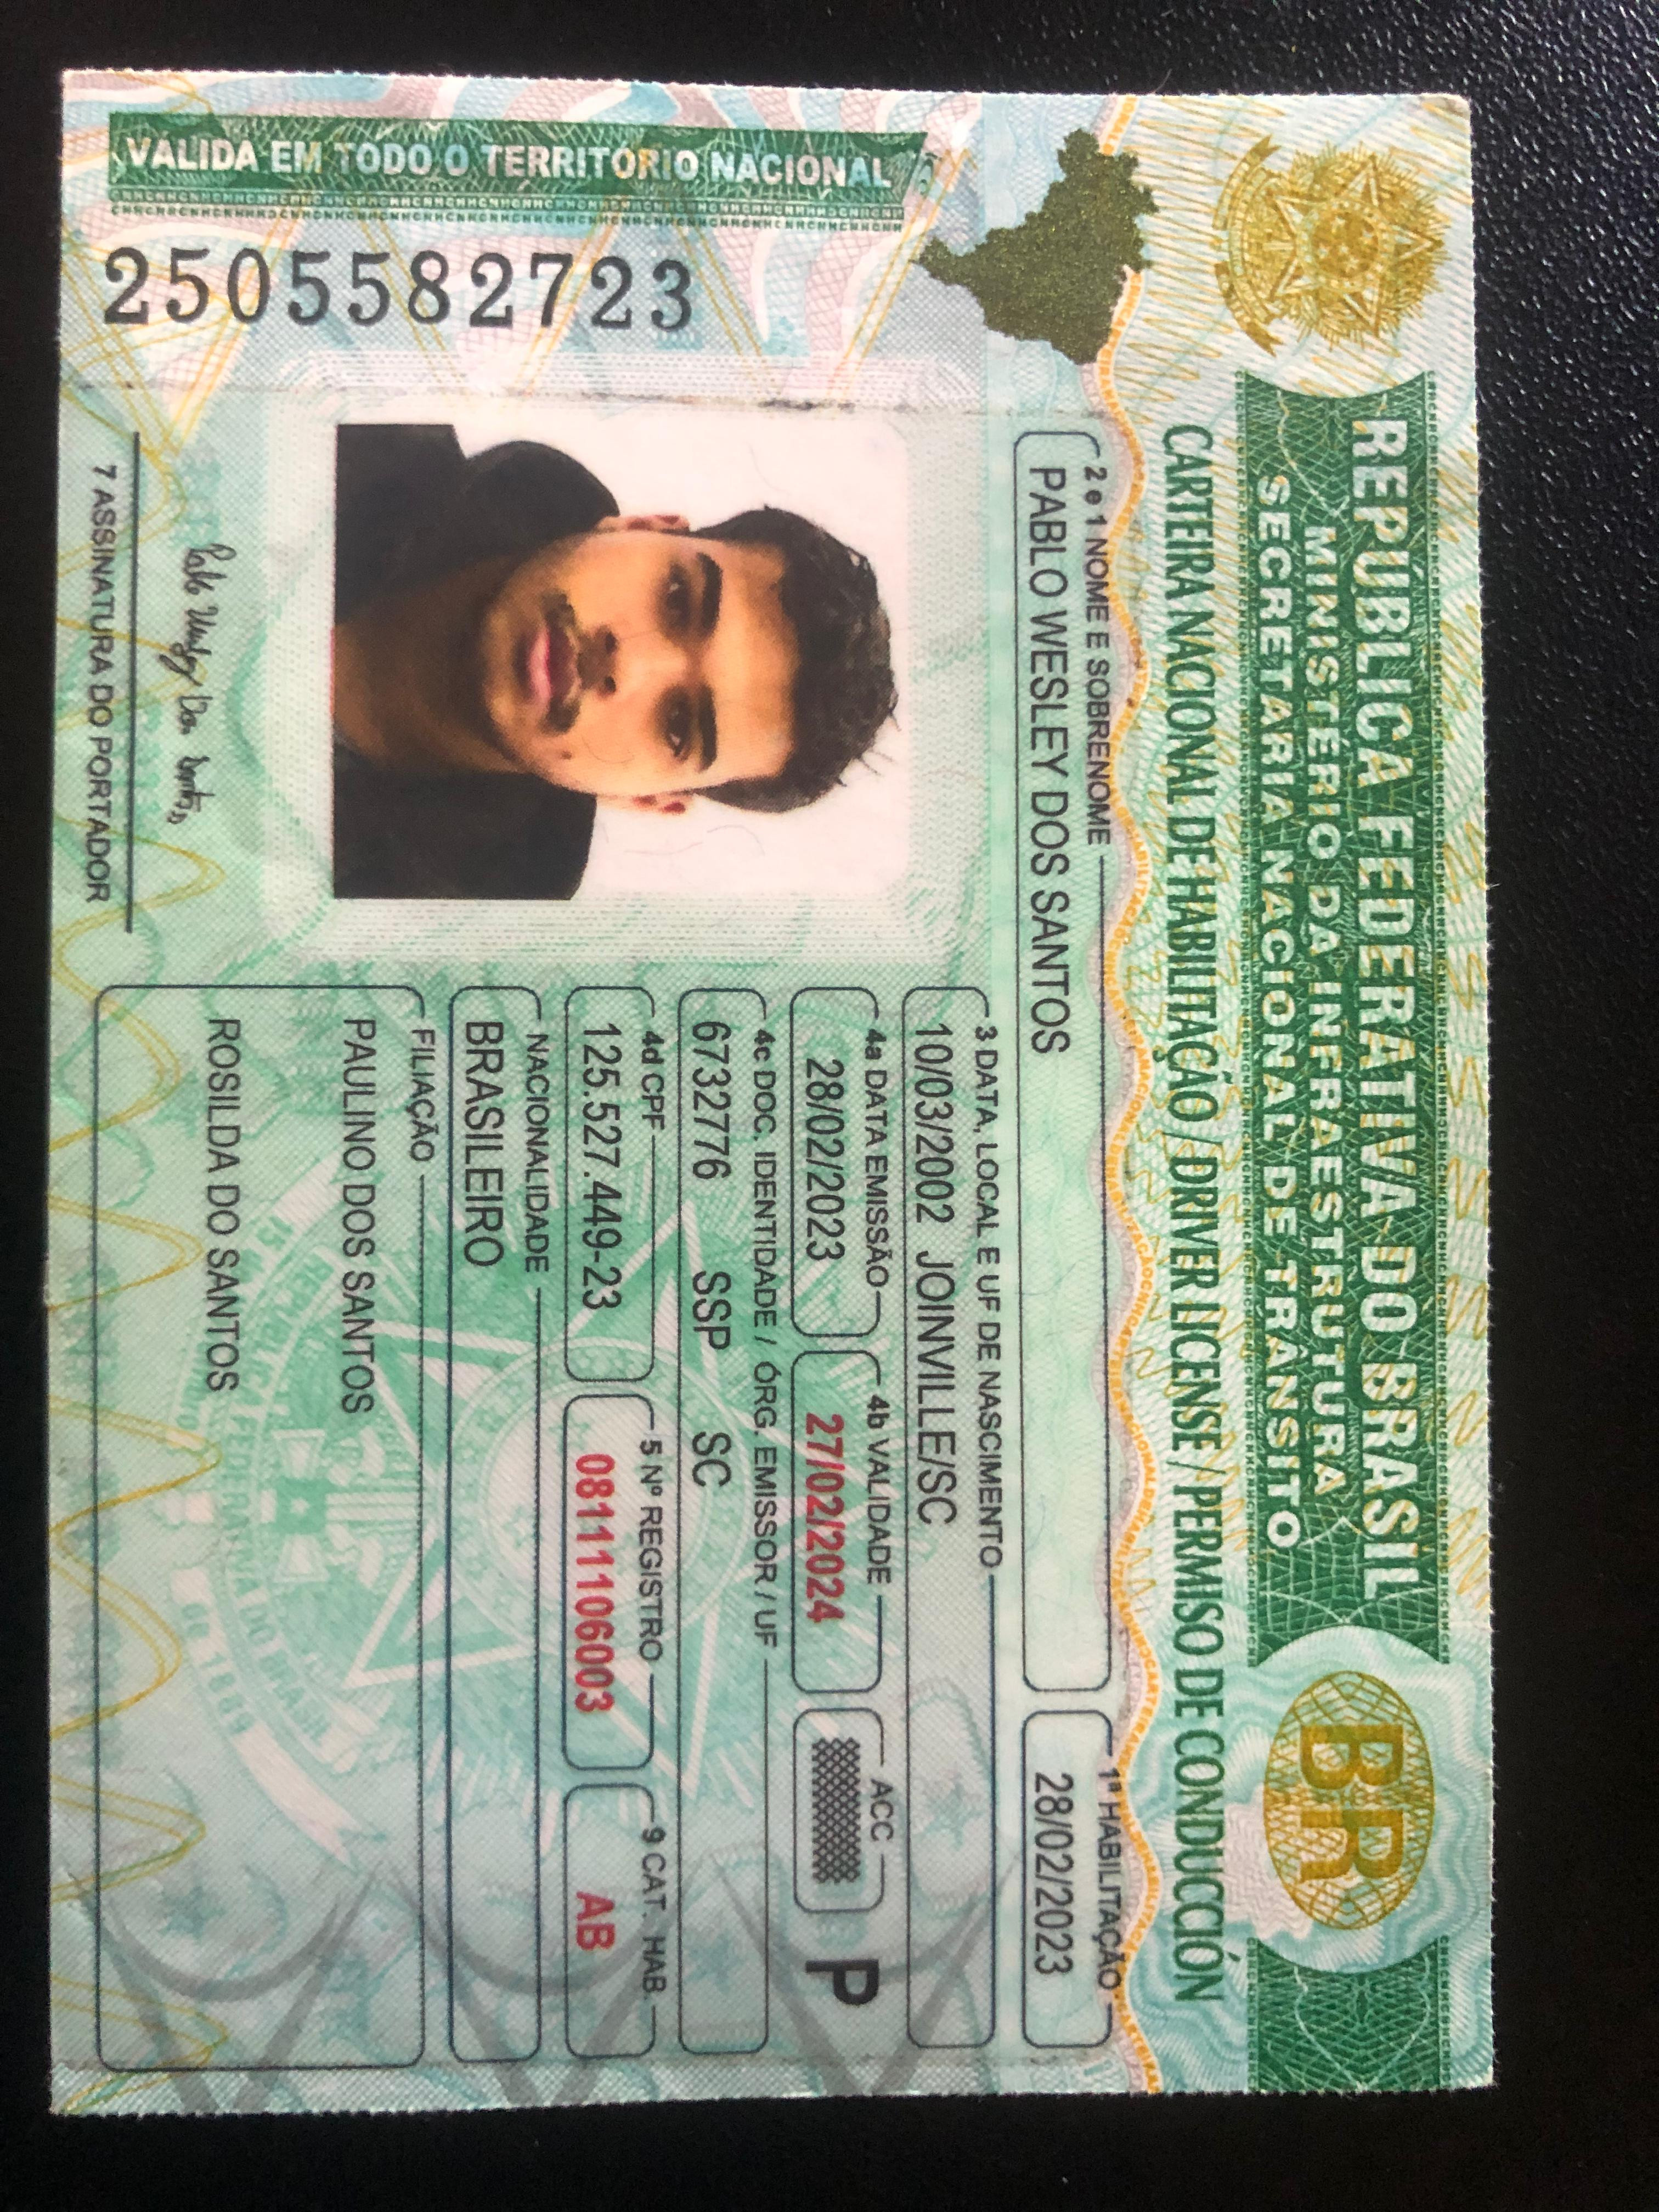 REPÚBLICA FEDERATIVA DO BRASIL
MINISTÉRIO DA INFRAESTRUTURA
SECRETARIA NACIONAL DE TRÂNSITO
BR
CARTEIRA NACIONAL DE HABILITAÇÃO / DRIVER LICENSE / PERMISO DE CONDUCCIÓN
2 e 1 NOME E SOBRENOME
PABLO WESLEY DOS SANTOS
1ª HABILITAÇÃO
28/02/2023
3 DATA, LOCAL E UF DE NASCIMENTO
10/03/2002 JOINVILLE/SC
4a DATA EMISSÃO
28/02/2023
4b VALIDADE
27/02/2024
ACC
P
4c DOC. IDENTIDADE / ÓRG. EMISSOR / UF
6732776 SSP SC
4d CPF
125.527.449-23
5 Nº REGISTRO
08111106003
9 CAT. HAB
AB
NACIONALIDADE
BRASILEIRO
FILIAÇÃO
PAULINO DOS SANTOS
ROSILDA DO SANTOS
Pablo Wesley Dos Santos
7 ASSINATURA DO PORTADOR
VÁLIDA EM TODO O TERRITÓRIO NACIONAL
2505582723